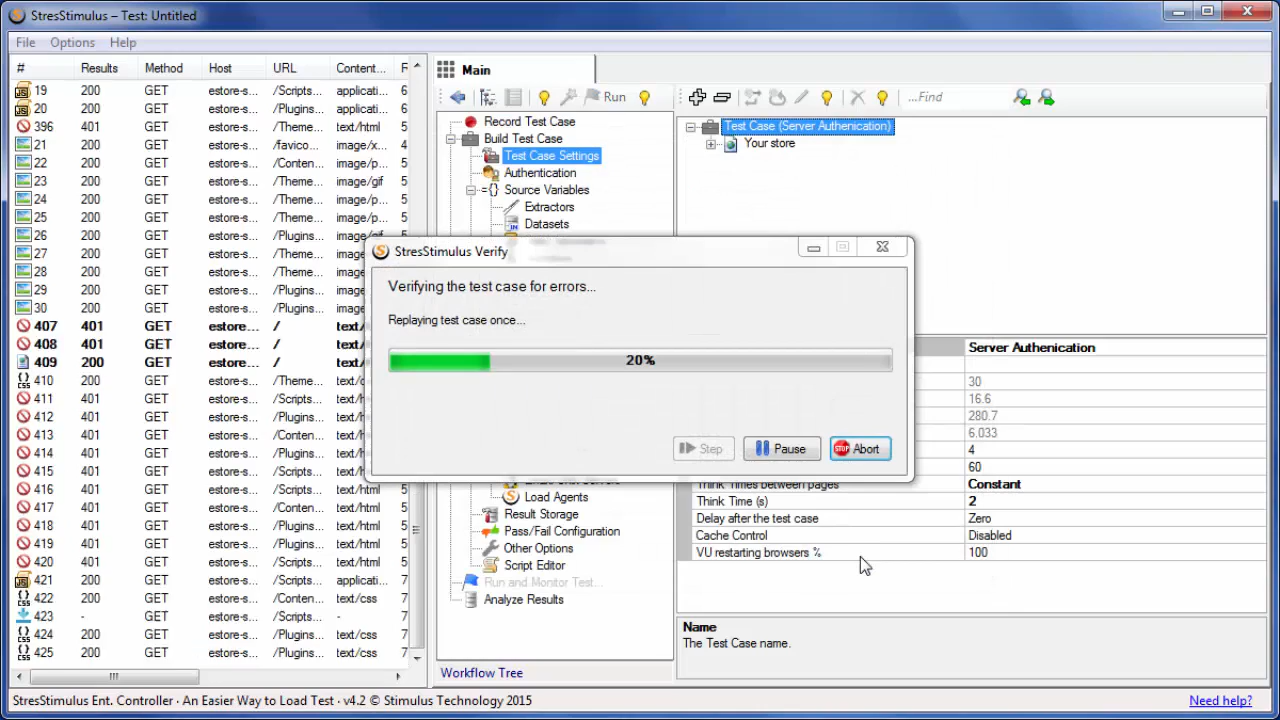 StresStimulus – Test: Untitled
File Options Help
# Results Method Host URL Content... R
19 200 GET estore-s... /Scripts... applicati... 6
20 200 GET estore-s... /Plugins... applicati... 6
396 401 GET estore-s... /Theme... text/html 5
21 200 GET estore-s... /favico... image/x... 4
22 200 GET estore-s... /Conten... image/p... 5
23 200 GET estore-s... /Theme... image/gif 5
24 200 GET estore-s... /Theme... image/p... 5
25 200 GET estore-s... /Theme... image/p... 5
26 200 GET estore-s... /Plugins... image/gif
27 200 GET estore-s... /Theme... imag
28 200 GET estore-s... /Theme... imag
29 200 GET estore-s... /Plugins... imag
30 200 GET estore-s... /Plugins... imag
407 401 GET estore... / text/
408 401 GET estore... / text/
409 200 GET estore... / text/
410 200 GET estore-s... /Theme... text/c
411 401 GET estore-s... /Scripts... text/h
412 401 GET estore-s... /Plugins... text/h
413 401 GET estore-s... /Conten... text/h
414 401 GET estore-s... /Plugins... text/h
415 401 GET estore-s... /Scripts... text/h
416 401 GET estore-s... /Scripts... text/html 5
417 401 GET estore-s... /Conten... text/html 5
418 401 GET estore-s... /Plugins... text/html 5
419 401 GET estore-s... /Plugins... text/html 5
420 401 GET estore-s... /Scripts... text/html 5
421 200 GET estore-s... /Scripts... applicati... 7
422 200 GET estore-s... /Conten... text/css 7
423 - GET estore-s... /Scripts... - 7
424 200 GET estore-s... /Plugins... text/css 7
425 200 GET estore-s... /Plugins... text/css 7
Main
Run
...Find
Record Test Case
Build Test Case
Test Case Settings
Authentication
Source Variables
Extractors
Datasets
Load Agents
Result Storage
Pass/Fail Configuration
Other Options
Script Editor
Run and Monitor Test...
Analyze Results
Workflow Tree
Test Case (Server Authenication)
Your store
StresStimulus Verify
Verifying the test case for errors...
Replaying test case once...
20%
Step Pause STOP Abort
Server Authenication
30
16.6
280.7
6.033
4
60
Think Times between pages Constant
Think Time (s) 2
Delay after the test case Zero
Cache Control Disabled
VU restarting browsers % 100
Name
The Test Case name.
StresStimulus Ent. Controller · An Easier Way to Load Test · v4.2 © Stimulus Technology 2015
Need help?